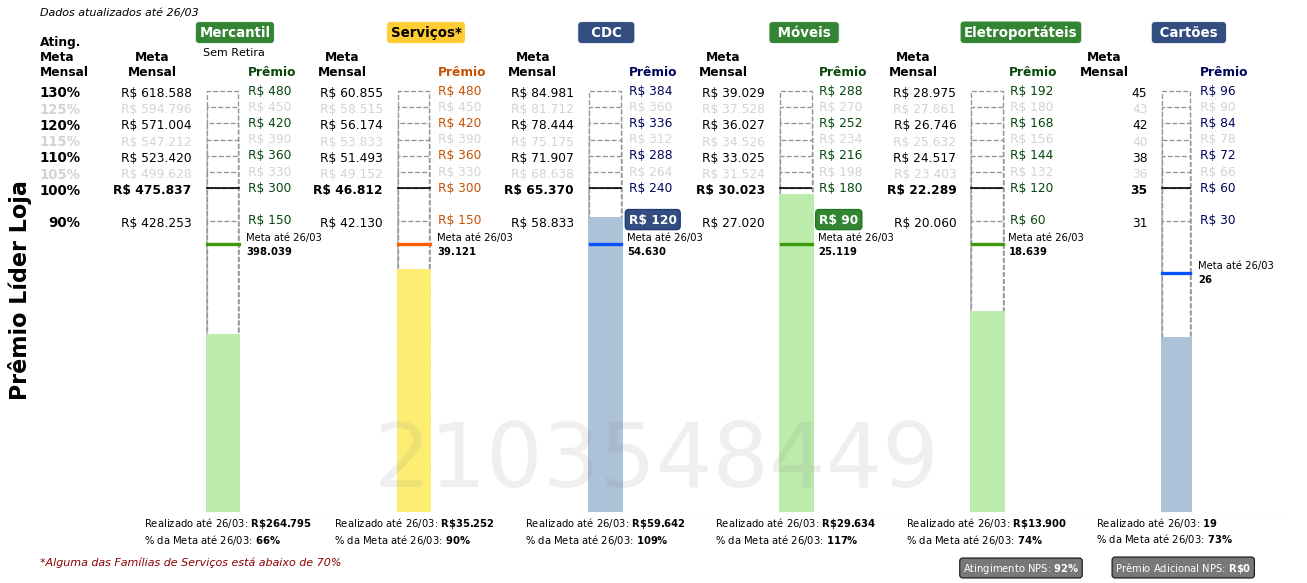 Dados atualizados até 26/03
Mercantil Serviços* CDC Móveis Eletroportáteis Cartões
Sem Retira
Ating. Meta Mensal
Meta Mensal Prêmio Meta Mensal Prêmio Meta Mensal Prêmio Meta Mensal Prêmio Meta Mensal Prêmio Meta Mensal Prêmio
130% R$ 618.588 R$ 480 R$ 60.855 R$ 480 R$ 84.981 R$ 384 R$ 39.029 R$ 288 R$ 28.975 R$ 192 45 R$ 96
125% R$ 594.796 R$ 450 R$ 58.515 R$ 450 R$ 81.712 R$ 360 R$ 37.528 R$ 270 R$ 27.861 R$ 180 43 R$ 90
120% R$ 571.004 R$ 420 R$ 56.174 R$ 420 R$ 78.444 R$ 336 R$ 36.027 R$ 252 R$ 26.746 R$ 168 42 R$ 84
115% R$ 547.212 R$ 390 R$ 53.833 R$ 390 R$ 75.175 R$ 312 R$ 34.526 R$ 234 R$ 25.632 R$ 156 40 R$ 78
110% R$ 523.420 R$ 360 R$ 51.493 R$ 360 R$ 71.907 R$ 288 R$ 33.025 R$ 216 R$ 24.517 R$ 144 38 R$ 72
105% R$ 499.628 R$ 330 R$ 49.152 R$ 330 R$ 68.638 R$ 264 R$ 31.524 R$ 198 R$ 23.403 R$ 132 36 R$ 66
100% R$ 475.837 R$ 300 R$ 46.812 R$ 300 R$ 65.370 R$ 240 R$ 30.023 R$ 180 R$ 22.289 R$ 120 35 R$ 60
90% R$ 428.253 R$ 150 R$ 42.130 R$ 150 R$ 58.833 R$ 120 R$ 27.020 R$ 90 R$ 20.060 R$ 60 31 R$ 30
Meta até 26/03 Meta até 26/03 Meta até 26/03 Meta até 26/03 Meta até 26/03
398.039 39.121 54.630 25.119 18.639
Meta até 26/03
26
Prêmio Líder Loja
2103548449
Realizado até 26/03: R$264.795 Realizado até 26/03: R$35.252 Realizado até 26/03: R$59.642 Realizado até 26/03: R$29.634 Realizado até 26/03: R$13.900 Realizado até 26/03: 19
% da Meta até 26/03: 66% % da Meta até 26/03: 90% % da Meta até 26/03: 109% % da Meta até 26/03: 117% % da Meta até 26/03: 74% % da Meta até 26/03: 73%
*Alguma das Famílias de Serviços está abaixo de 70%
Atingimento NPS: 92% Prêmio Adicional NPS: R$0